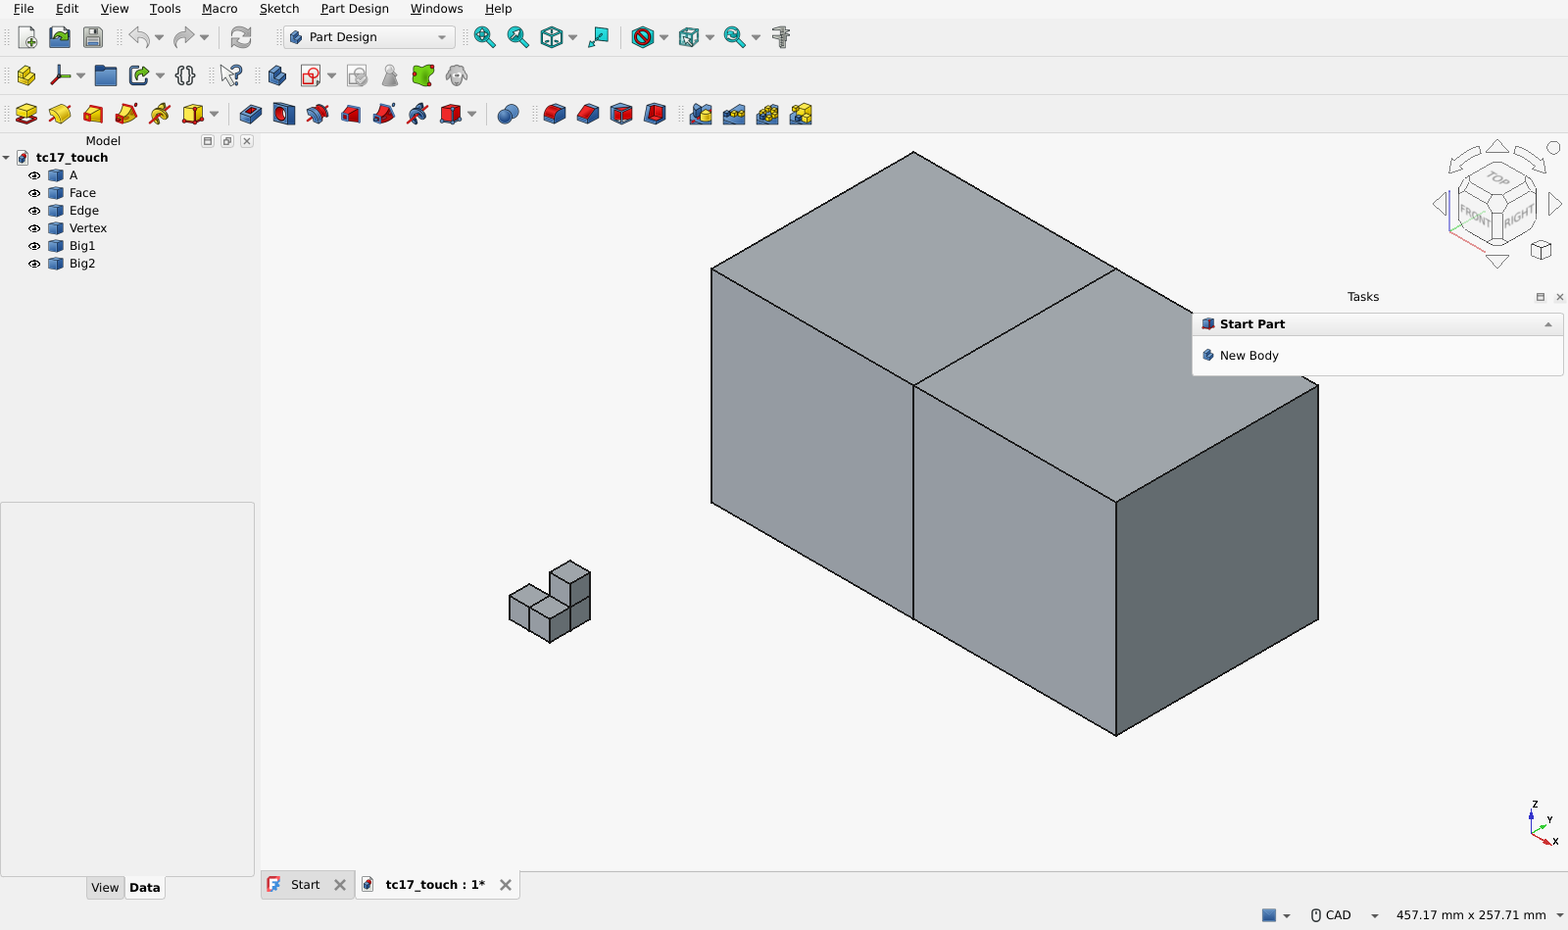 File Edit View Tools Macro Sketch Part Design Windows Help
Part Design
Model
tc17_touch
A
Face
Edge
Vertex
Big1
Big2
TOP
FRONT
RIGHT
Tasks
Start Part
New Body
Z
Y
X
View Data
Start
tc17_touch : 1*
CAD
457.17 mm x 257.71 mm